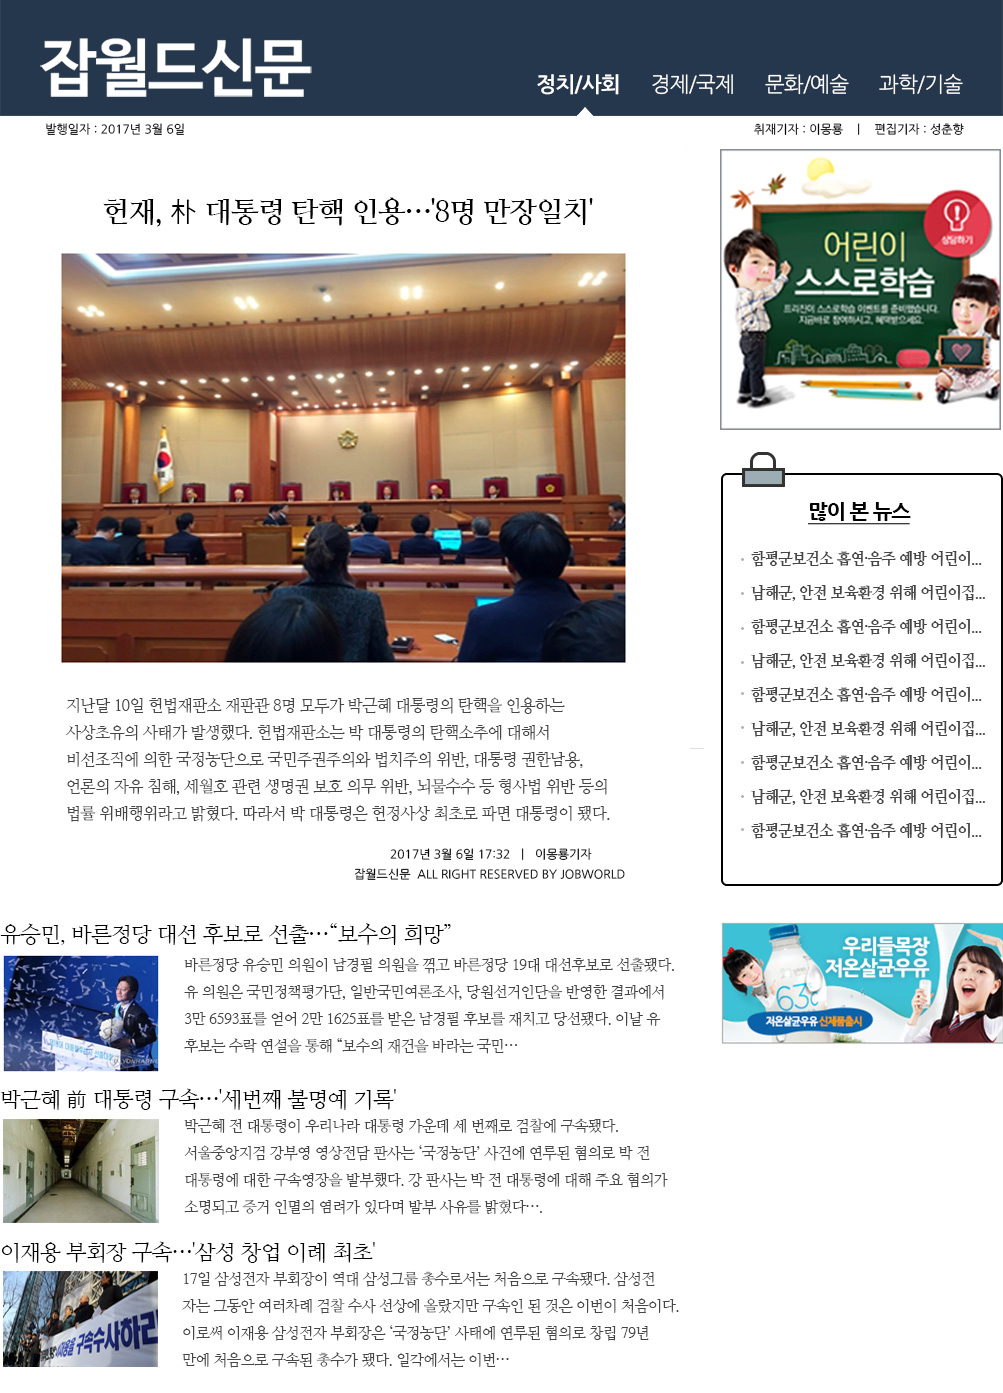 잡월드신문
정치/사회 경제/국제 문화/예술 과학/기술
발행일자 : 2017년 3월 6일
취재기자 : 이몽룡 | 편집기자 : 성춘향
헌재, 朴 대통령 탄핵 인용…'8명 만장일치'
지난달 10일 헌법재판소 재판관 8명 모두가 박근혜 대통령의 탄핵을 인용하는
사상초유의 사태가 발생했다. 헌법재판소는 박 대통령의 탄핵소추에 대해서
비선조직에 의한 국정농단으로 국민주권주의와 법치주의 위반, 대통령 권한남용,
언론의 자유 침해, 세월호 관련 생명권 보호 의무 위반, 뇌물수수 등 형사법 위반 등의
법률 위배행위라고 밝혔다. 따라서 박 대통령은 헌정사상 최초로 파면 대통령이 됐다.
2017년 3월 6일 17:32 | 이몽룡기자
잡월드신문 ALL RIGHT RESERVED BY JOBWORLD
유승민, 바른정당 대선 후보로 선출…“보수의 희망”
바른정당 유승민 의원이 남경필 의원을 꺾고 바른정당 19대 대선후보로 선출됐다.
유 의원은 국민정책평가단, 일반국민여론조사, 당원선거인단을 반영한 결과에서
3만 6593표를 얻어 2만 1625표를 받은 남경필 후보를 재치고 당선됐다. 이날 유
후보는 수락 연설을 통해 “보수의 재건을 바라는 국민…
박근혜 前 대통령 구속…'세번째 불명예 기록'
박근혜 전 대통령이 우리나라 대통령 가운데 세 번째로 검찰에 구속됐다.
서울중앙지검 강부영 영상전담 판사는 ‘국정농단’ 사건에 연루된 혐의로 박 전
대통령에 대한 구속영장을 발부했다. 강 판사는 박 전 대통령에 대해 주요 혐의가
소명되고 증거 인멸의 염려가 있다며 발부 사유를 밝혔다….
이재용 부회장 구속…'삼성 창업 이례 최초'
구속수사하라
17일 삼성전자 부회장이 역대 삼성그룹 총수로서는 처음으로 구속됐다. 삼성전
자는 그동안 여러차례 검찰 수사 선상에 올랐지만 구속인 된 것은 이번이 처음이다.
이로써 이재용 삼성전자 부회장은 ‘국정농단’ 사태에 연루된 혐의로 창립 79년
만에 처음으로 구속된 총수가 됐다. 일각에서는 이번…
상담하기
어린이
스스로학습
프리진이 스스로학습 이벤트를 준비했습니다.
지금바로 참여하시고, 혜택받으세요.
많이 본 뉴스
함평군보건소 흡연·음주 예방 어린이...
남해군, 안전 보육환경 위해 어린이집...
함평군보건소 흡연·음주 예방 어린이...
남해군, 안전 보육환경 위해 어린이집...
함평군보건소 흡연·음주 예방 어린이...
남해군, 안전 보육환경 위해 어린이집...
함평군보건소 흡연·음주 예방 어린이...
남해군, 안전 보육환경 위해 어린이집...
함평군보건소 흡연·음주 예방 어린이...
우리들목장
저온살균우유
63℃
저온살균우유 신제품출시